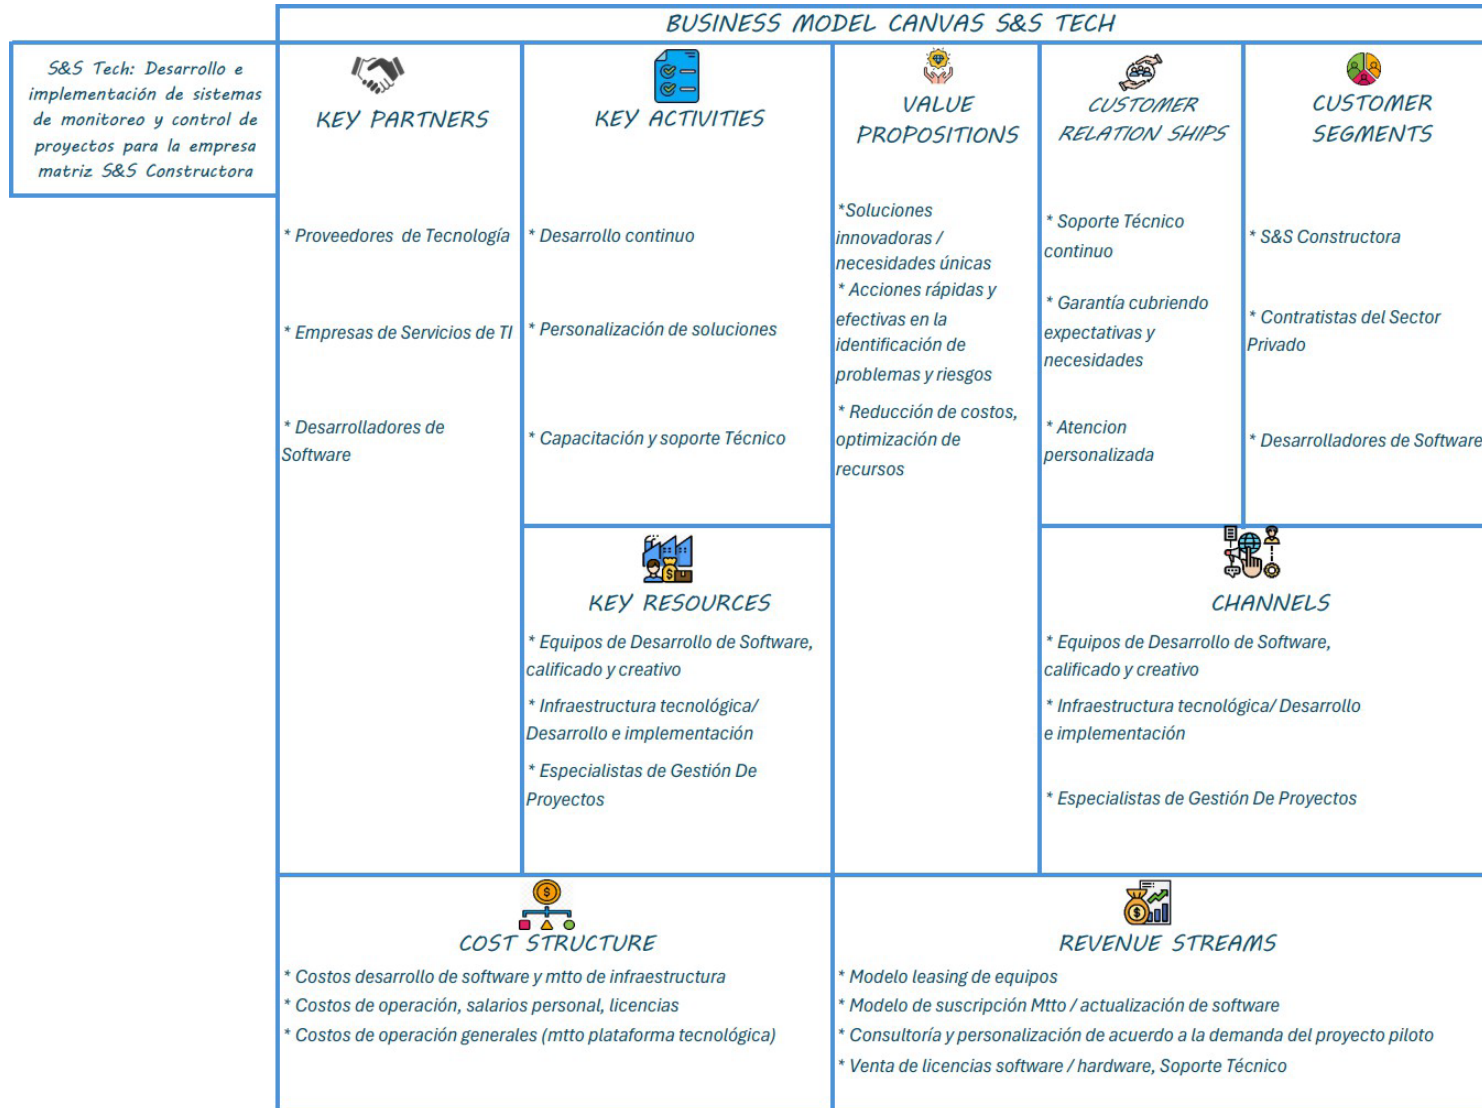 BUSINESS MODEL CANVAS S&S TECH
S&S Tech: Desarrollo e
implementación de sistemas
de monitoreo y control de
proyectos para la empresa
matriz S&S Constructora
KEY PARTNERS
* Proveedores de Tecnología
* Empresas de Servicios de TI
* Desarrolladores de
Software
KEY ACTIVITIES
* Desarrollo continuo
* Personalización de soluciones
* Capacitación y soporte Técnico
KEY RESOURCES
* Equipos de Desarrollo de Software,
calificado y creativo
* Infraestructura tecnológica/
Desarrollo e implementación
* Especialistas de Gestión De
Proyectos
VALUE
PROPOSITIONS
*Soluciones
innovadoras /
necesidades únicas
* Acciones rápidas y
efectivas en la
identificación de
problemas y riesgos
* Reducción de costos,
optimización de
recursos
CUSTOMER
RELATION SHIPS
* Soporte Técnico
continuo
* Garantía cubriendo
expectativas y
necesidades
* Atencion
personalizada
CUSTOMER
SEGMENTS
* S&S Constructora
* Contratistas del Sector
Privado
* Desarrolladores de Software
CHANNELS
* Equipos de Desarrollo de Software,
calificado y creativo
* Infraestructura tecnológica/ Desarrollo
e implementación
* Especialistas de Gestión De Proyectos
COST STRUCTURE
* Costos desarrollo de software y mtto de infraestructura
* Costos de operación, salarios personal, licencias
* Costos de operación generales (mtto plataforma tecnológica)
REVENUE STREAMS
* Modelo leasing de equipos
* Modelo de suscripción Mtto / actualización de software
* Consultoría y personalización de acuerdo a la demanda del proyecto piloto
* Venta de licencias software / hardware, Soporte Técnico